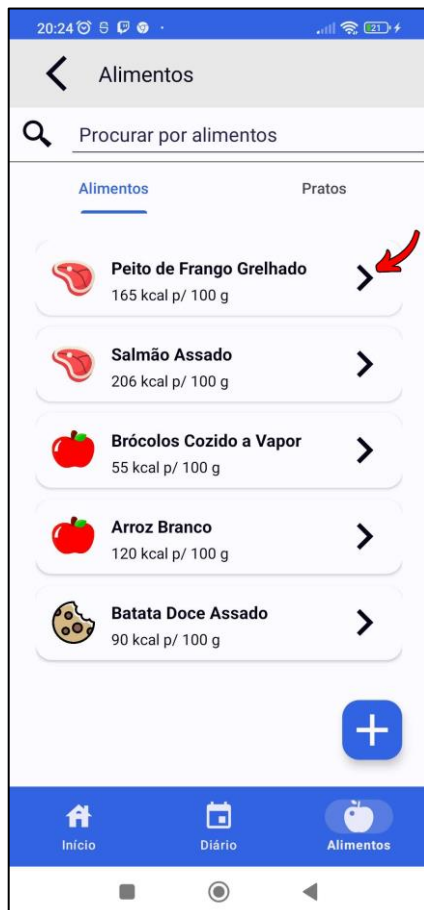 20:24
21
Alimentos
Procurar por alimentos
Alimentos Pratos
Peito de Frango Grelhado
165 kcal p/ 100 g
Salmão Assado
206 kcal p/ 100 g
Brócolos Cozido a Vapor
55 kcal p/ 100 g
Arroz Branco
120 kcal p/ 100 g
Batata Doce Assado
90 kcal p/ 100 g
Início Diário Alimentos